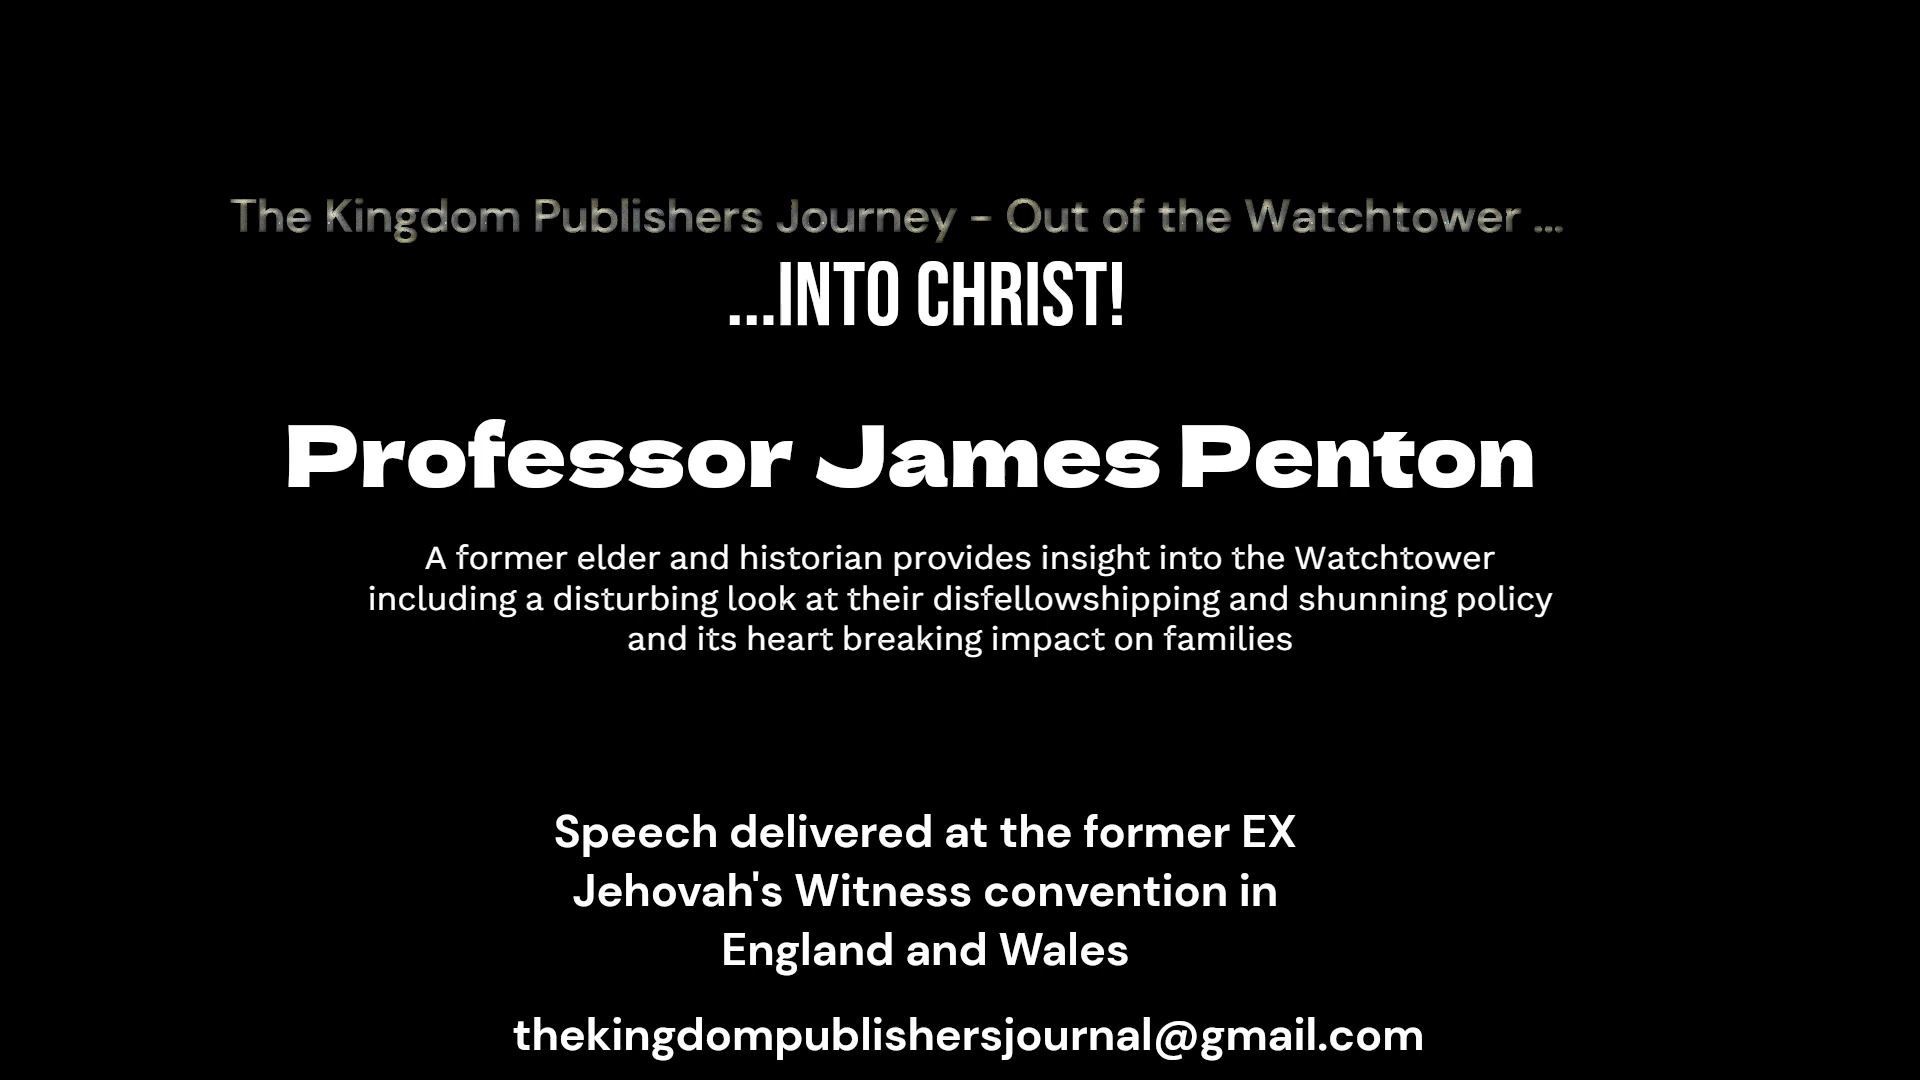 The Kingdom Publishers Journey - Out of the Watchtower ...
...INTO CHRIST!
Professor James Penton
A former elder and historian provides insight into the Watchtower
including a disturbing look at their disfellowshipping and shunning policy
and its heart breaking impact on families
Speech delivered at the former EX
Jehovah's Witness convention in
England and Wales
thekingdompublishersjournal@gmail.com